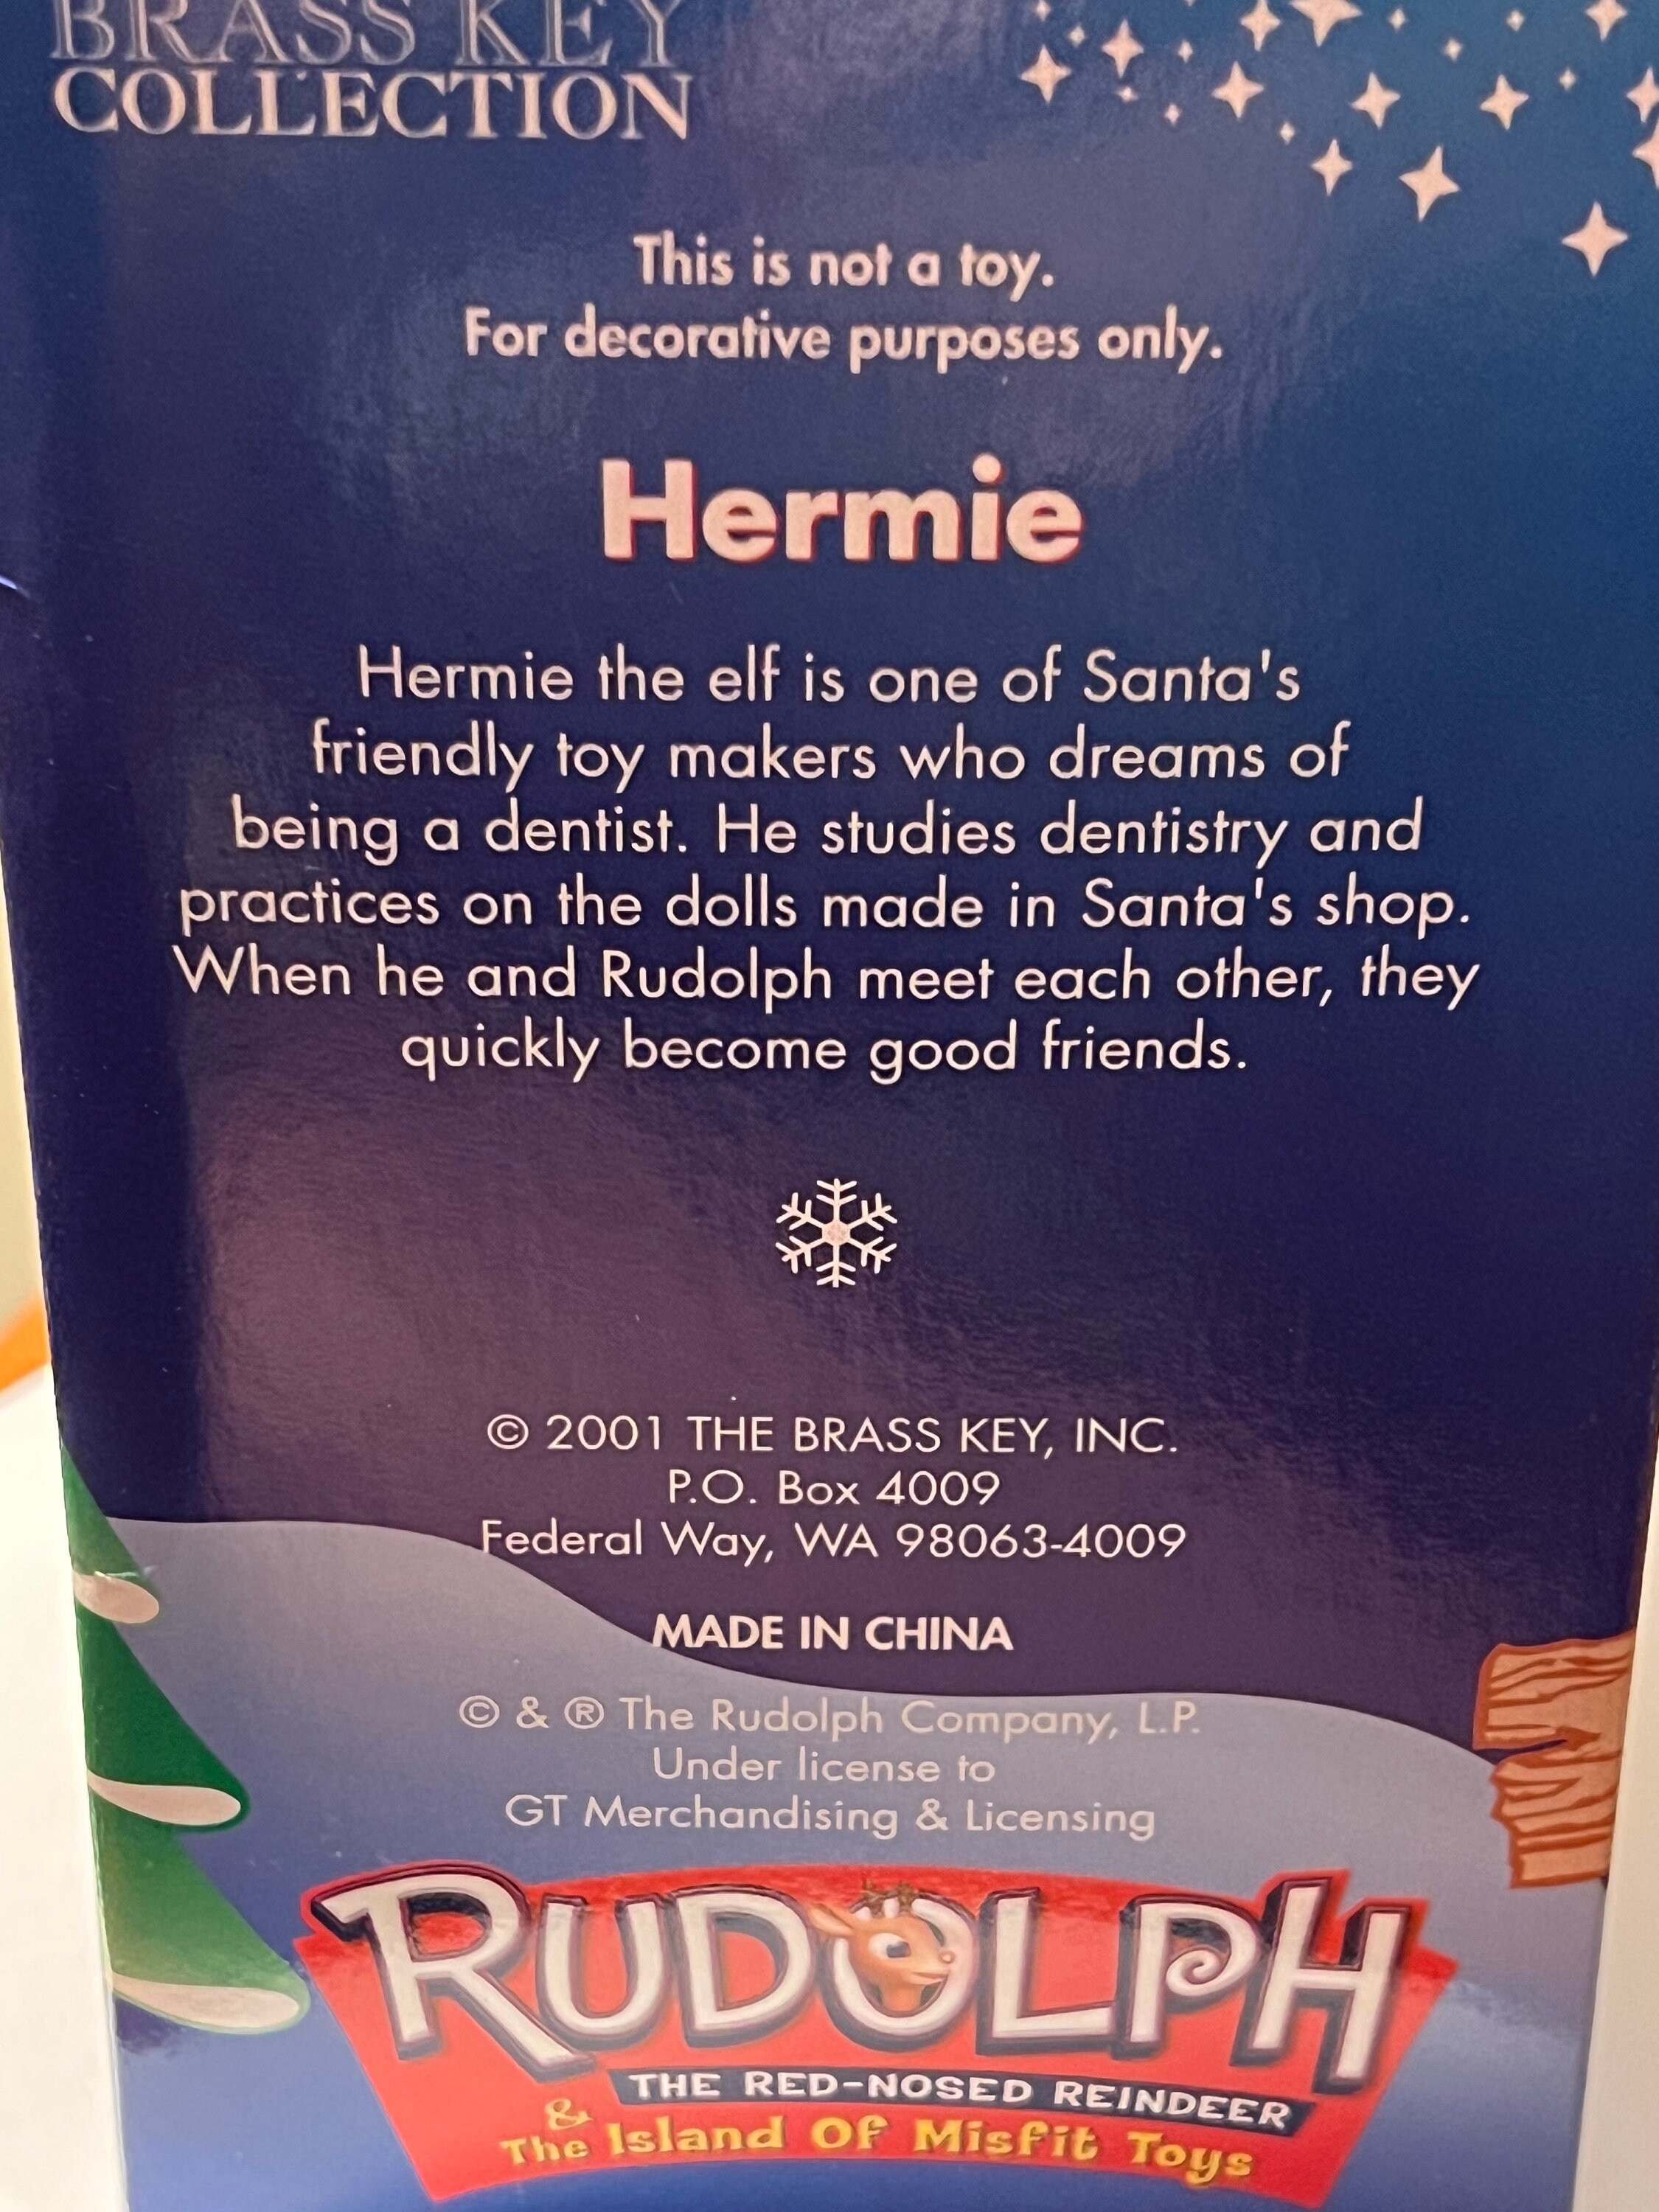 BRASS KEY
COLLECTION
This is not a toy.
For decorative purposes only.
Hermie
Hermie the elf is one of Santa's
friendly toy makers who dreams of
being a dentist. He studies dentistry and
practices on the dolls made in Santa's shop.
When he and Rudolph meet each other, they
quickly become good friends.
© 2001 THE BRASS KEY, INC.
P.O. Box 4009
Federal Way, WA 98063-4009
MADE IN CHINA
© & ® The Rudolph Company, L.P.
Under license to
GT Merchandising & Licensing
RUDOLPH
THE RED-NOSED REINDEER
& The Island Of Misfit Toys